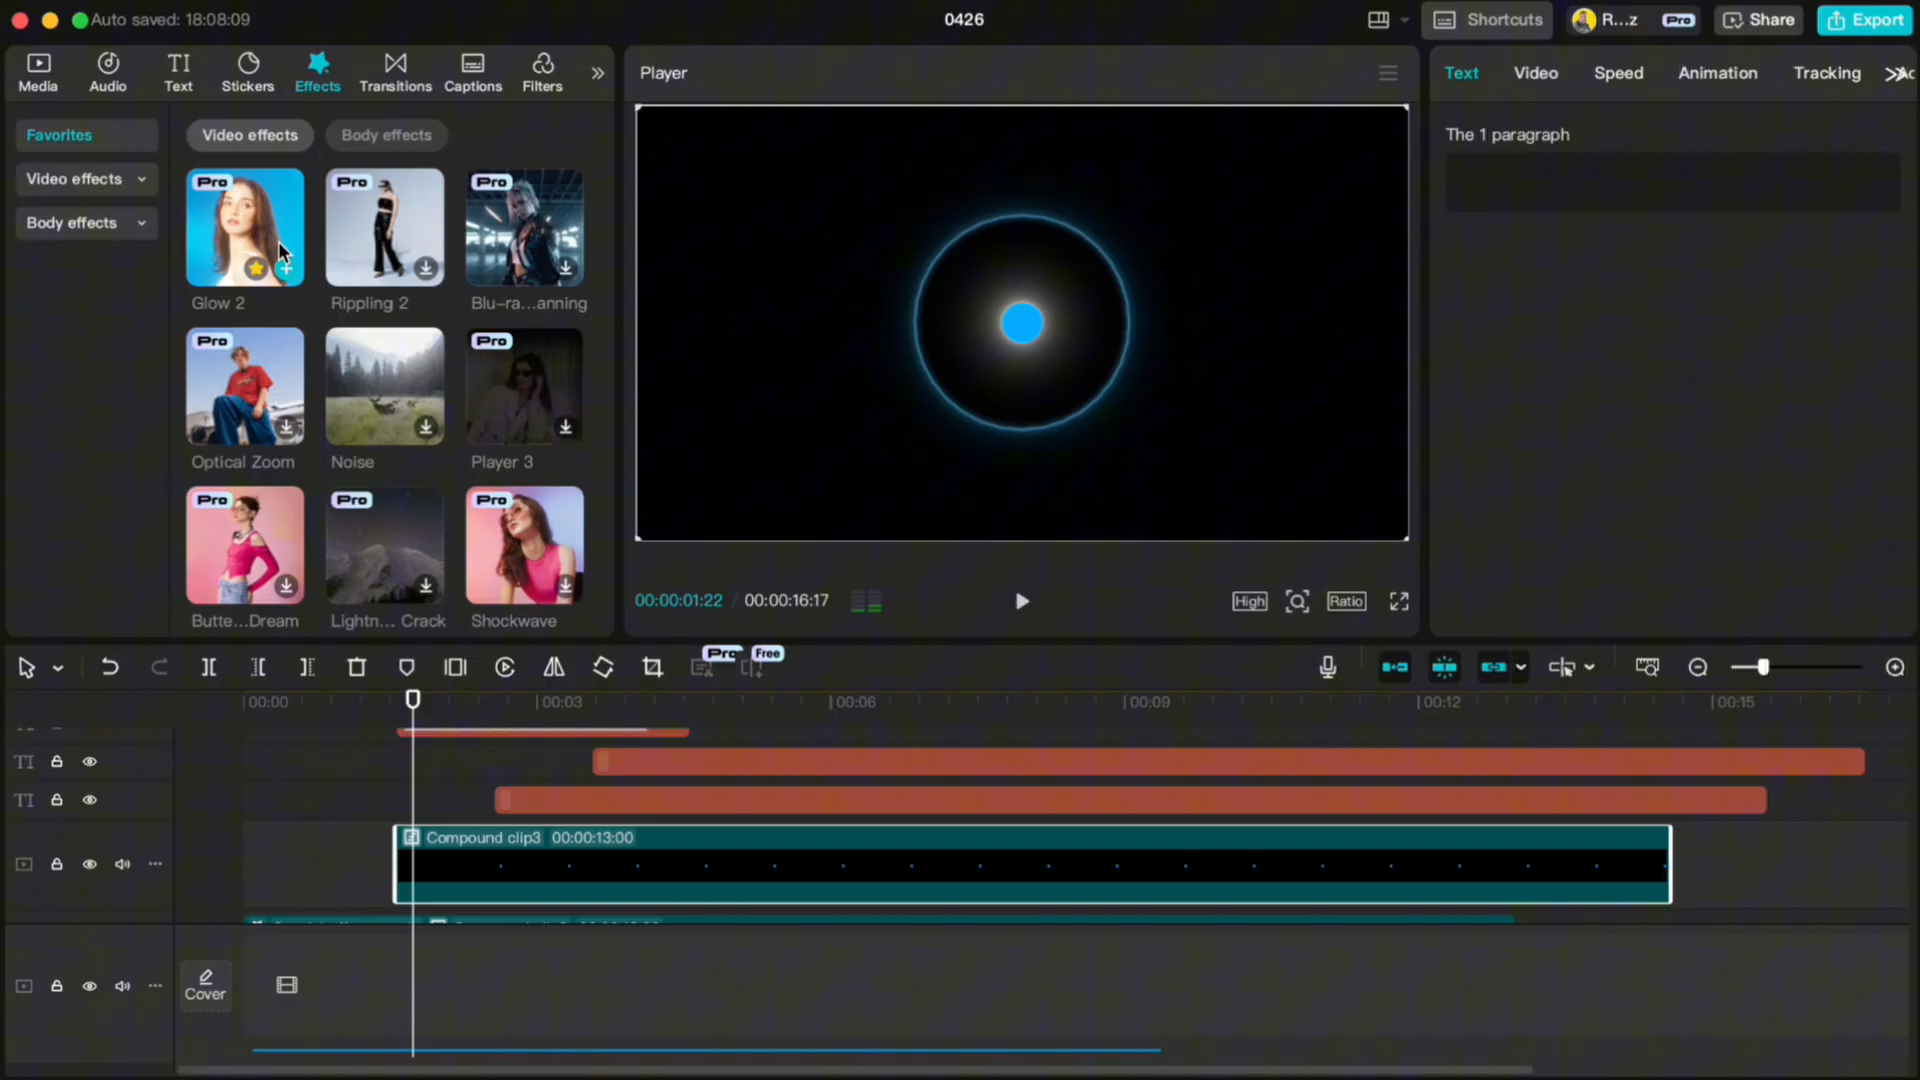 Auto saved: 18:08:09
0426
Shortcuts
R...z
Pro
Share
Export
Media
Audio
Text
Stickers
Effects
Transitions
Captions
Filters
Favorites
Video effects
Body effects
Video effects
Body effects
Pro
Pro
Pro
Glow 2
Rippling 2
Blu-ra...anning
Pro
Pro
Optical Zoom
Noise
Player 3
Pro
Pro
Pro
Butte...Dream
Lightn... Crack
Shockwave
Player
00:00:01:22 / 00:00:16:17
High
Ratio
Text
Video
Speed
Animation
Tracking
The 1 paragraph
Pro
Free
00:00
00:03
00:06
00:09
00:12
00:15
TI
TI
Compound clip3 00:00:13:00
Cover